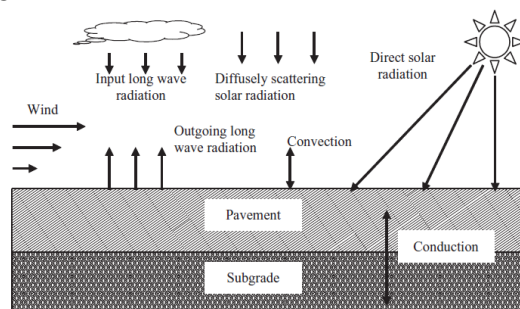 Input long wave
radiation
Diffusely scattering
solar radiation
Direct solar
radiation
Wind
Outgoing long
wave radiation
Convection
Pavement
Conduction
Subgrade